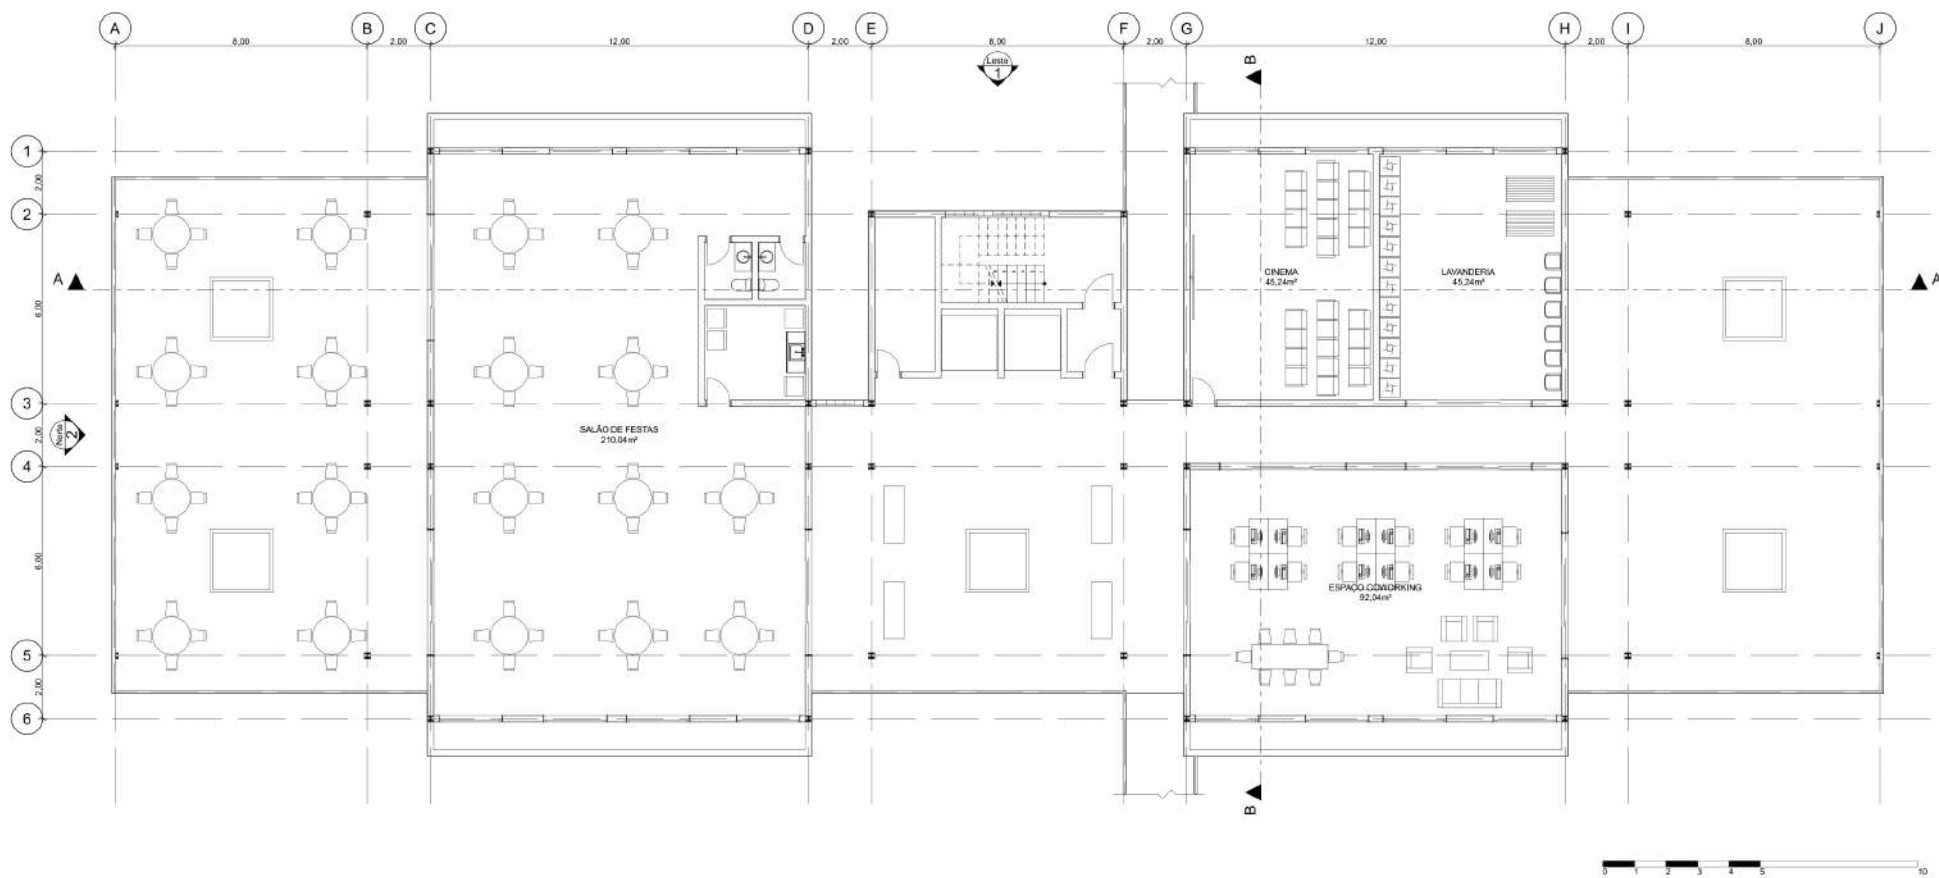 A B C D E F G H I J
8,00 2,00 12,00 2,00 8,00 2,00 12,00 2,00 8,00
Leste
1
B
1
2,00
2
A
A
CINEMA
45,24m²
LAVANDERIA
45,24m²
6,00
3
SALÃO DE FESTAS
210,04m²
Norte
2
2,00
4
6,00
ESPAÇO COWORKING
92,04m²
5
2,00
6
B
0 1 2 3 4 5 10